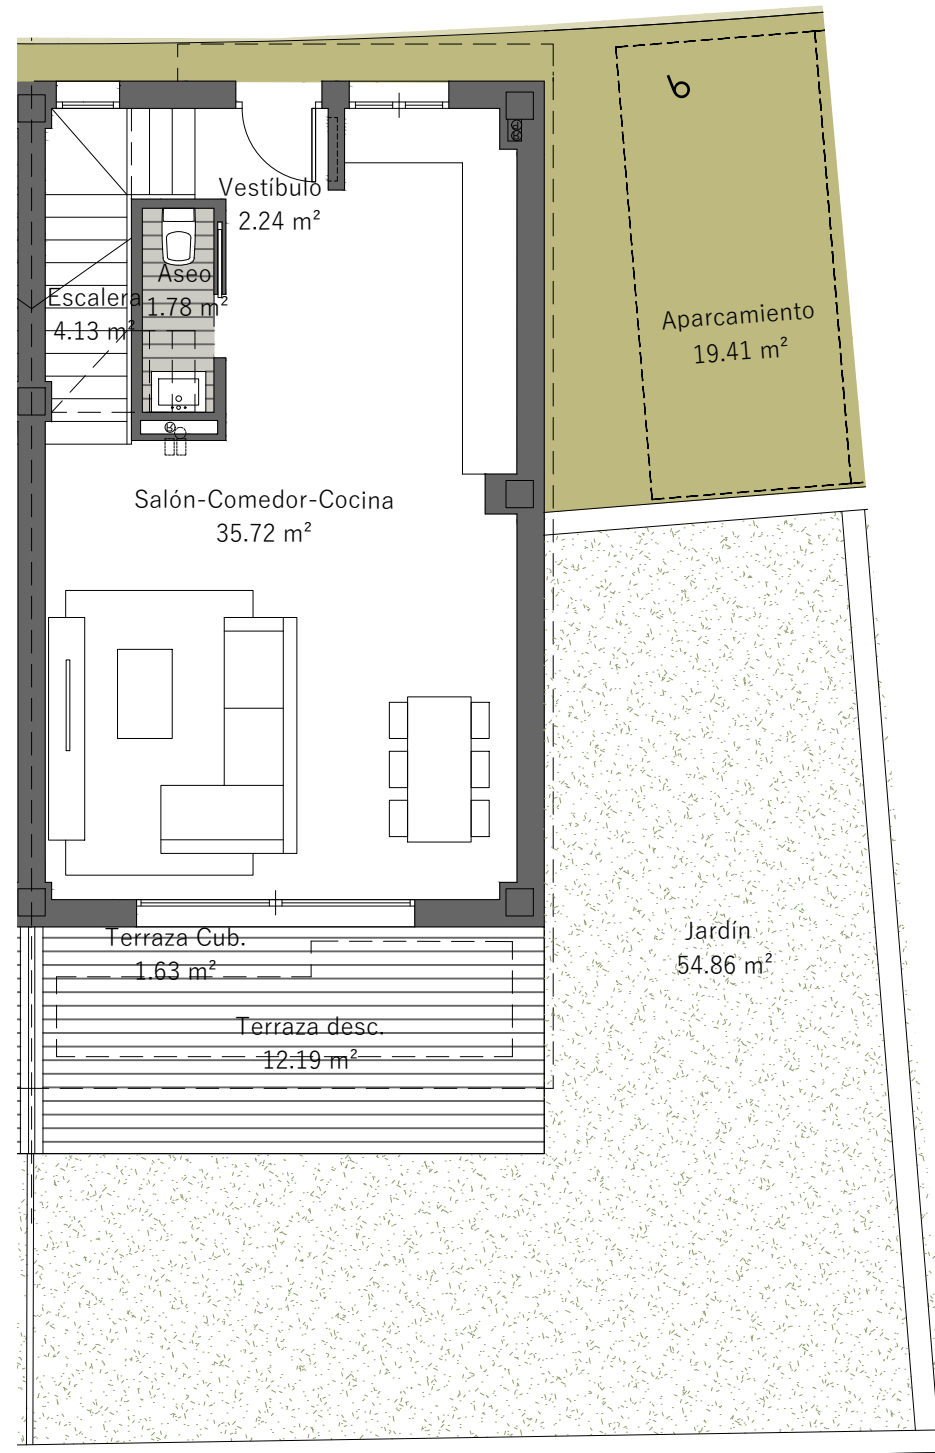 6
Vestíbulo
2.24 m²
Aseo
1.78 m²
Escalera
4.13 m²
Aparcamiento
19.41 m²
Salón-Comedor-Cocina
35.72 m²
Terraza Cub.
1.63 m²
Jardín
54.86 m²
Terraza desc.
12.19 m²